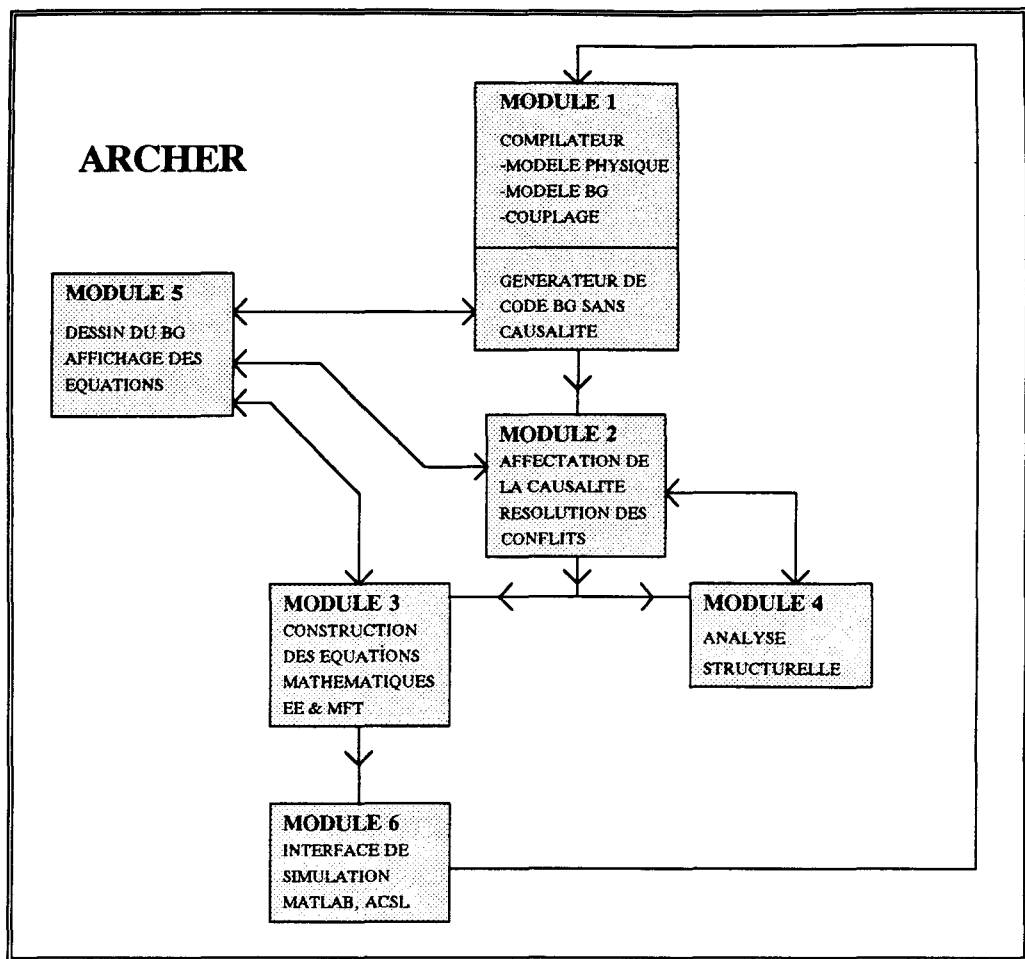 ARCHER
MODULE 1
COMPILATEUR
-MODELE PHYSIQUE
-MODELE BG
-COUPLAGE
GENERATEUR DE
CODE BG SANS
CAUSALITE
MODULE 5
DESSIN DU BG
AFFICHAGE DES
EQUATIONS
MODULE 2
AFFECTATION DE
LA CAUSALITE
RESOLUTION DES
CONFLITS
MODULE 3
CONSTRUCTION
DES EQUATIONS
MATHEMATIQUES
EE & MFT
MODULE 4
ANALYSE
STRUCTURELLE
MODULE 6
INTERFACE DE
SIMULATION
MATLAB, ACSL